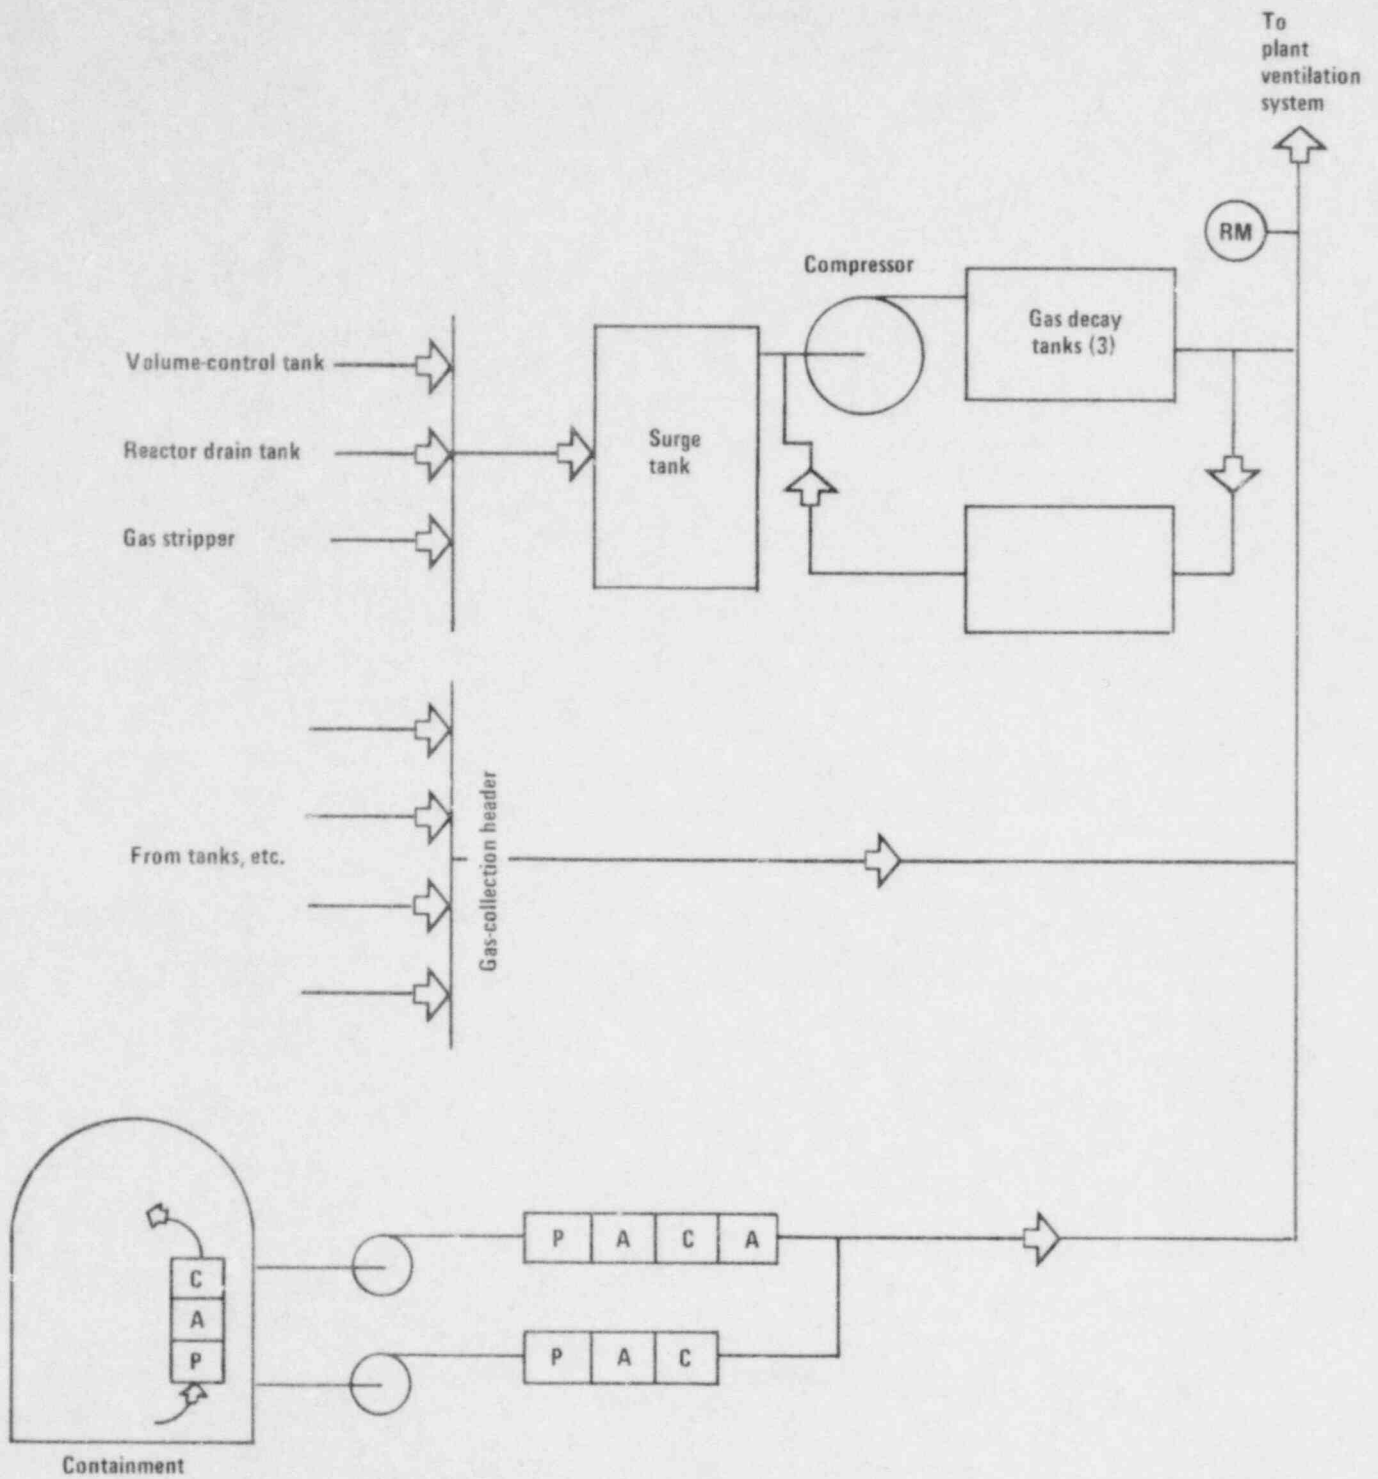 To
plant
ventilation
system
RM
Compressor
Gas decay
tanks (3)
Volume-control tank
Reactor drain tank
Gas stripper
Surge
tank
From tanks, etc.
Gas-collection header
C
A
P
P A C A
P A C
Containment